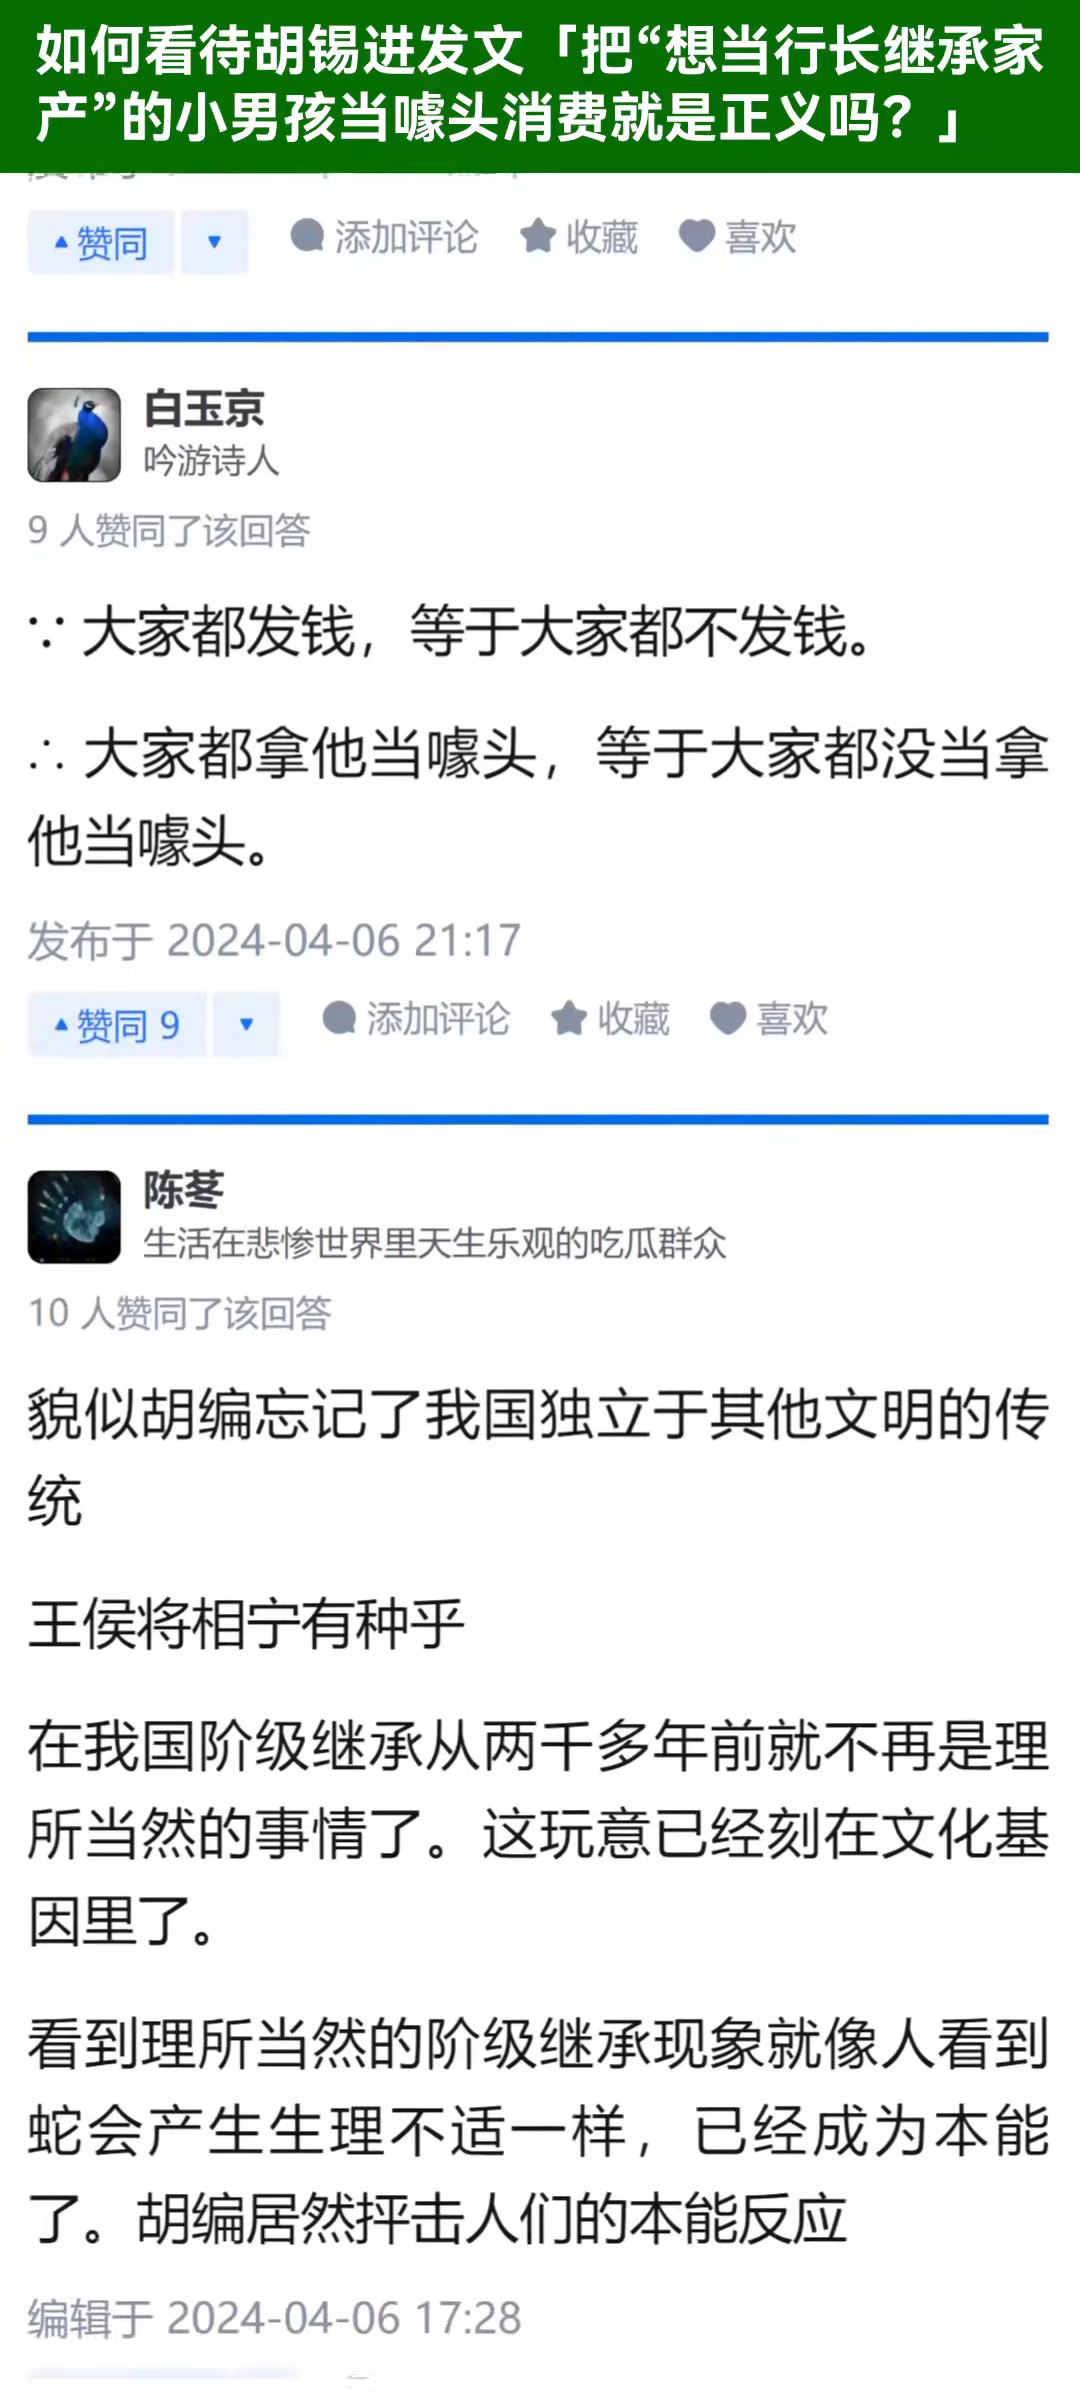 如何看待胡锡进发文「把“想当行长继承家
产”的小男孩当噱头消费就是正义吗？」
赞同
添加评论
收藏
喜欢
白玉京
吟游诗人
9 人赞同了该回答
∵ 大家都发钱，等于大家都不发钱。
∴ 大家都拿他当噱头，等于大家都没当拿
他当噱头。
发布于 2024-04-06 21:17
赞同 9
添加评论
收藏
喜欢
陈苳
生活在悲惨世界里天生乐观的吃瓜群众
10 人赞同了该回答
貌似胡编忘记了我国独立于其他文明的传
统
王侯将相宁有种乎
在我国阶级继承从两千多年前就不再是理
所当然的事情了。这玩意已经刻在文化基
因里了。
看到理所当然的阶级继承现象就像人看到
蛇会产生生理不适一样，已经成为本能
了。胡编居然抨击人们的本能反应
编辑于 2024-04-06 17:28